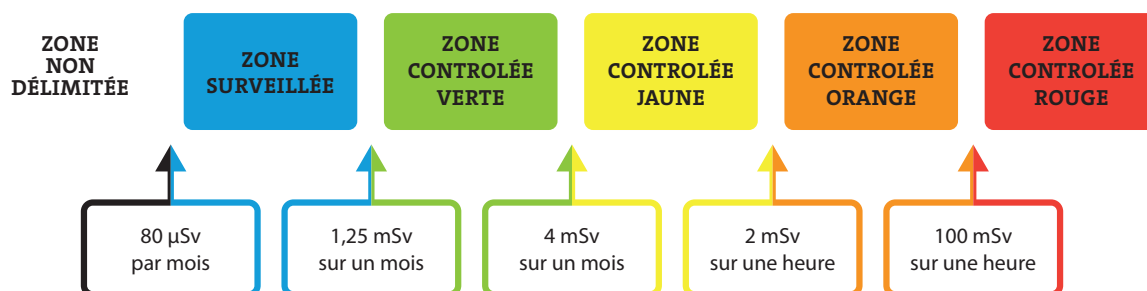 ZONE
NON
DÉLIMITÉE
ZONE
SURVEILLÉE
ZONE
CONTROLÉE
VERTE
ZONE
CONTROLÉE
JAUNE
ZONE
CONTROLÉE
ORANGE
ZONE
CONTROLÉE
ROUGE
80 µSv
par mois
1,25 mSv
sur un mois
4 mSv
sur un mois
2 mSv
sur une heure
100 mSv
sur une heure